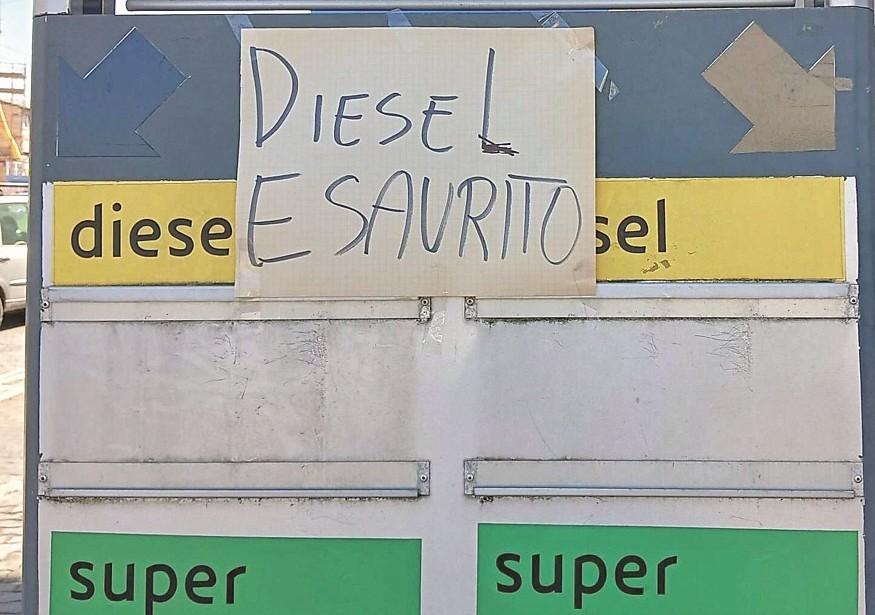 DIESEL
ESAURITO
diese
sel
super
super